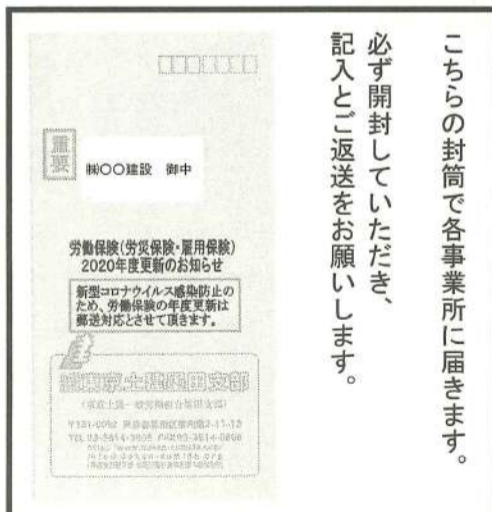 こちらの封筒で各事業所に届きます。
必ず開封していただき、
記入とご返送をお願いします。
重要
㈱〇〇建設 御中
労働保険(労災保険・雇用保険)
2020年度更新のお知らせ
新型コロナウイルス感染防止の
ため、労働保険の年度更新は
郵送対応とさせて頂きます。